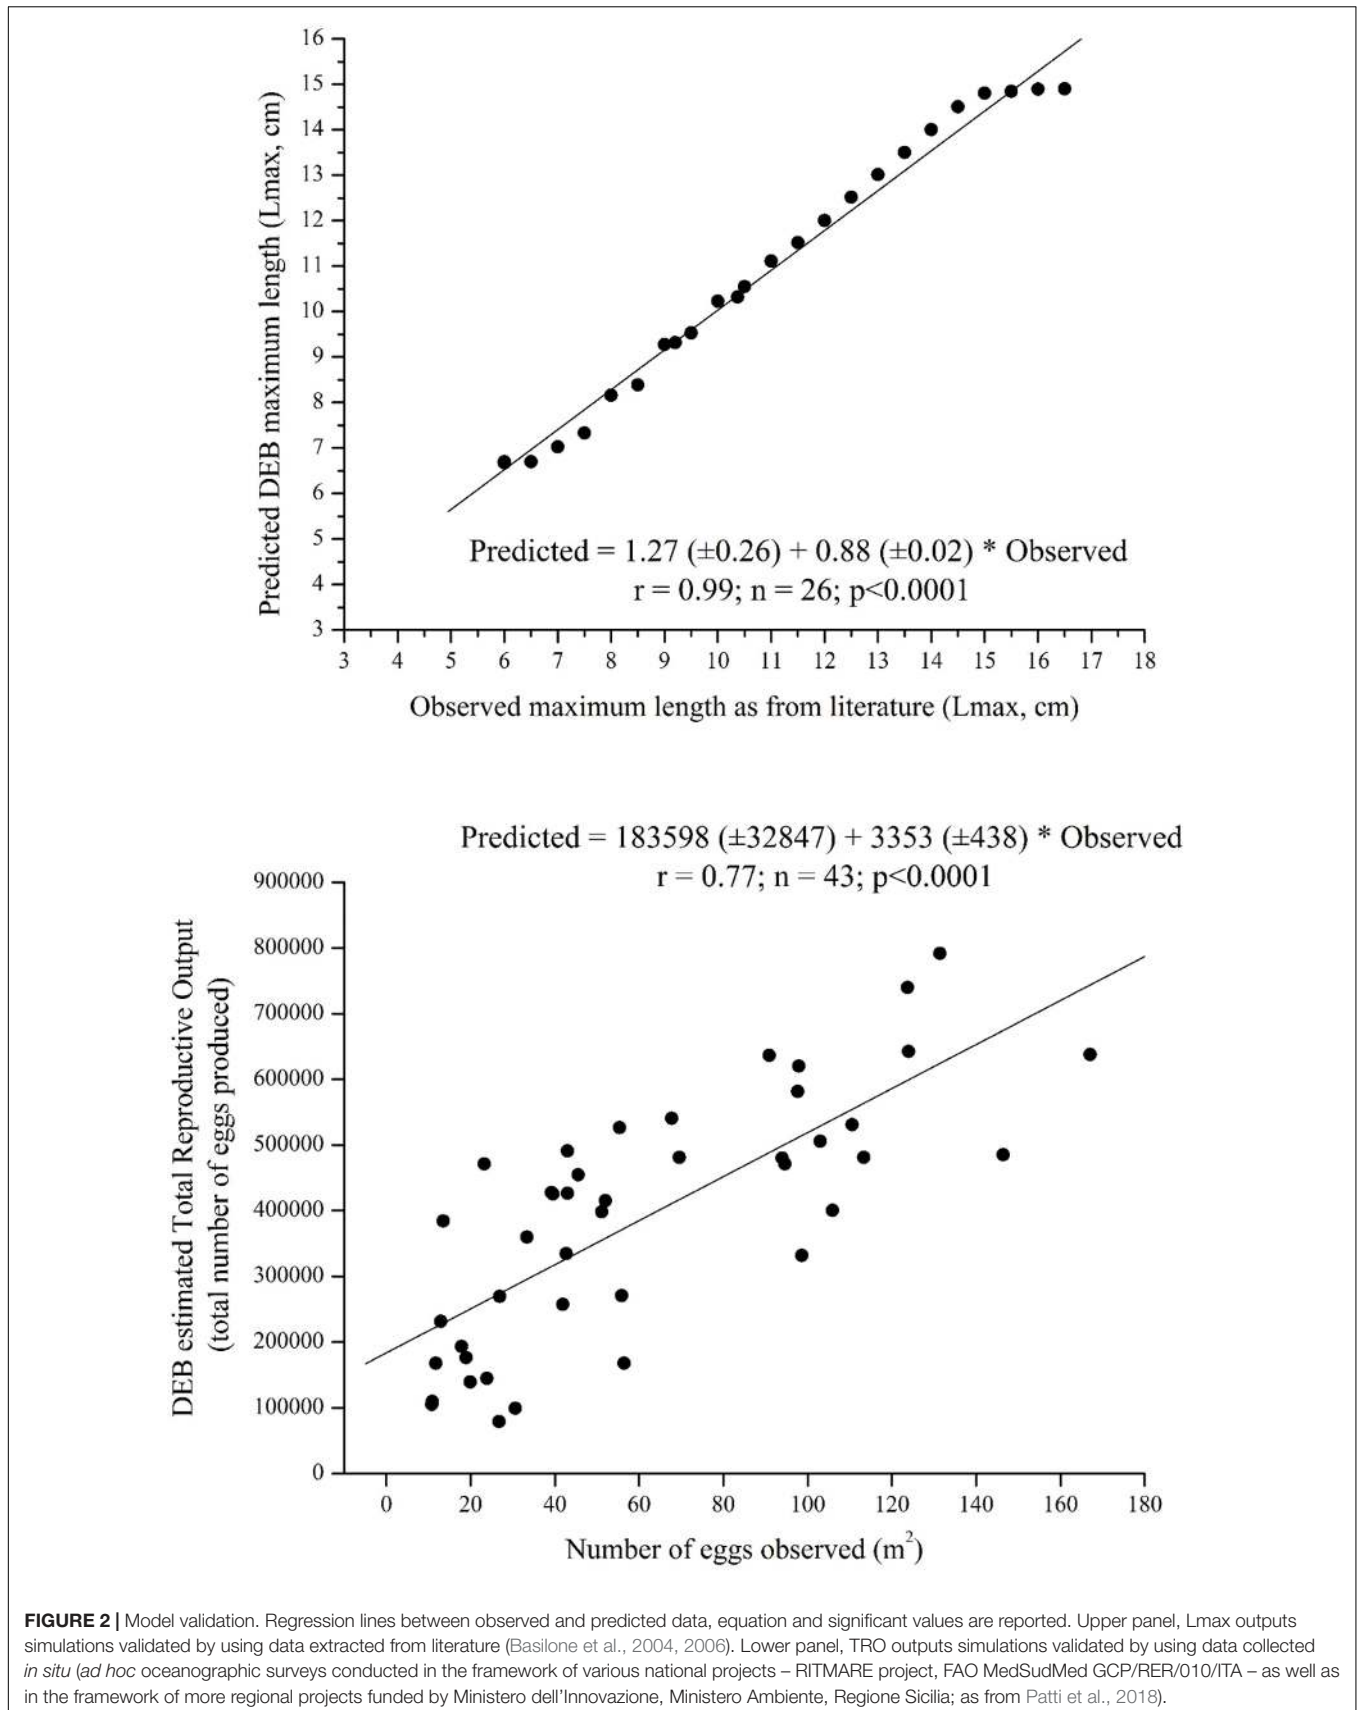 16
15
14
13
12
11
10
9
8
7
6
5
4
3
Predicted DEB maximum length (Lmax, cm)
Predicted = 1.27 (±0.26) + 0.88 (±0.02) * Observed
r = 0.99; n = 26; p<0.0001
3 4 5 6 7 8 9 10 11 12 13 14 15 16 17 18
Observed maximum length as from literature (Lmax, cm)
Predicted = 183598 (±32847) + 3353 (±438) * Observed
r = 0.77; n = 43; p<0.0001
900000
800000
700000
600000
500000
400000
300000
200000
100000
0
DEB estimated Total Reproductive Output
(total number of eggs produced)
0 20 40 60 80 100 120 140 160 180
Number of eggs observed (m²)
FIGURE 2 | Model validation. Regression lines between observed and predicted data, equation and significant values are reported. Upper panel, Lmax outputs
simulations validated by using data extracted from literature (Basilone et al., 2004, 2006). Lower panel, TRO outputs simulations validated by using data collected
in situ (ad hoc oceanographic surveys conducted in the framework of various national projects – RITMARE project, FAO MedSudMed GCP/RER/010/ITA – as well as
in the framework of more regional projects funded by Ministero dell'Innovazione, Ministero Ambiente, Regione Sicilia; as from Patti et al., 2018).